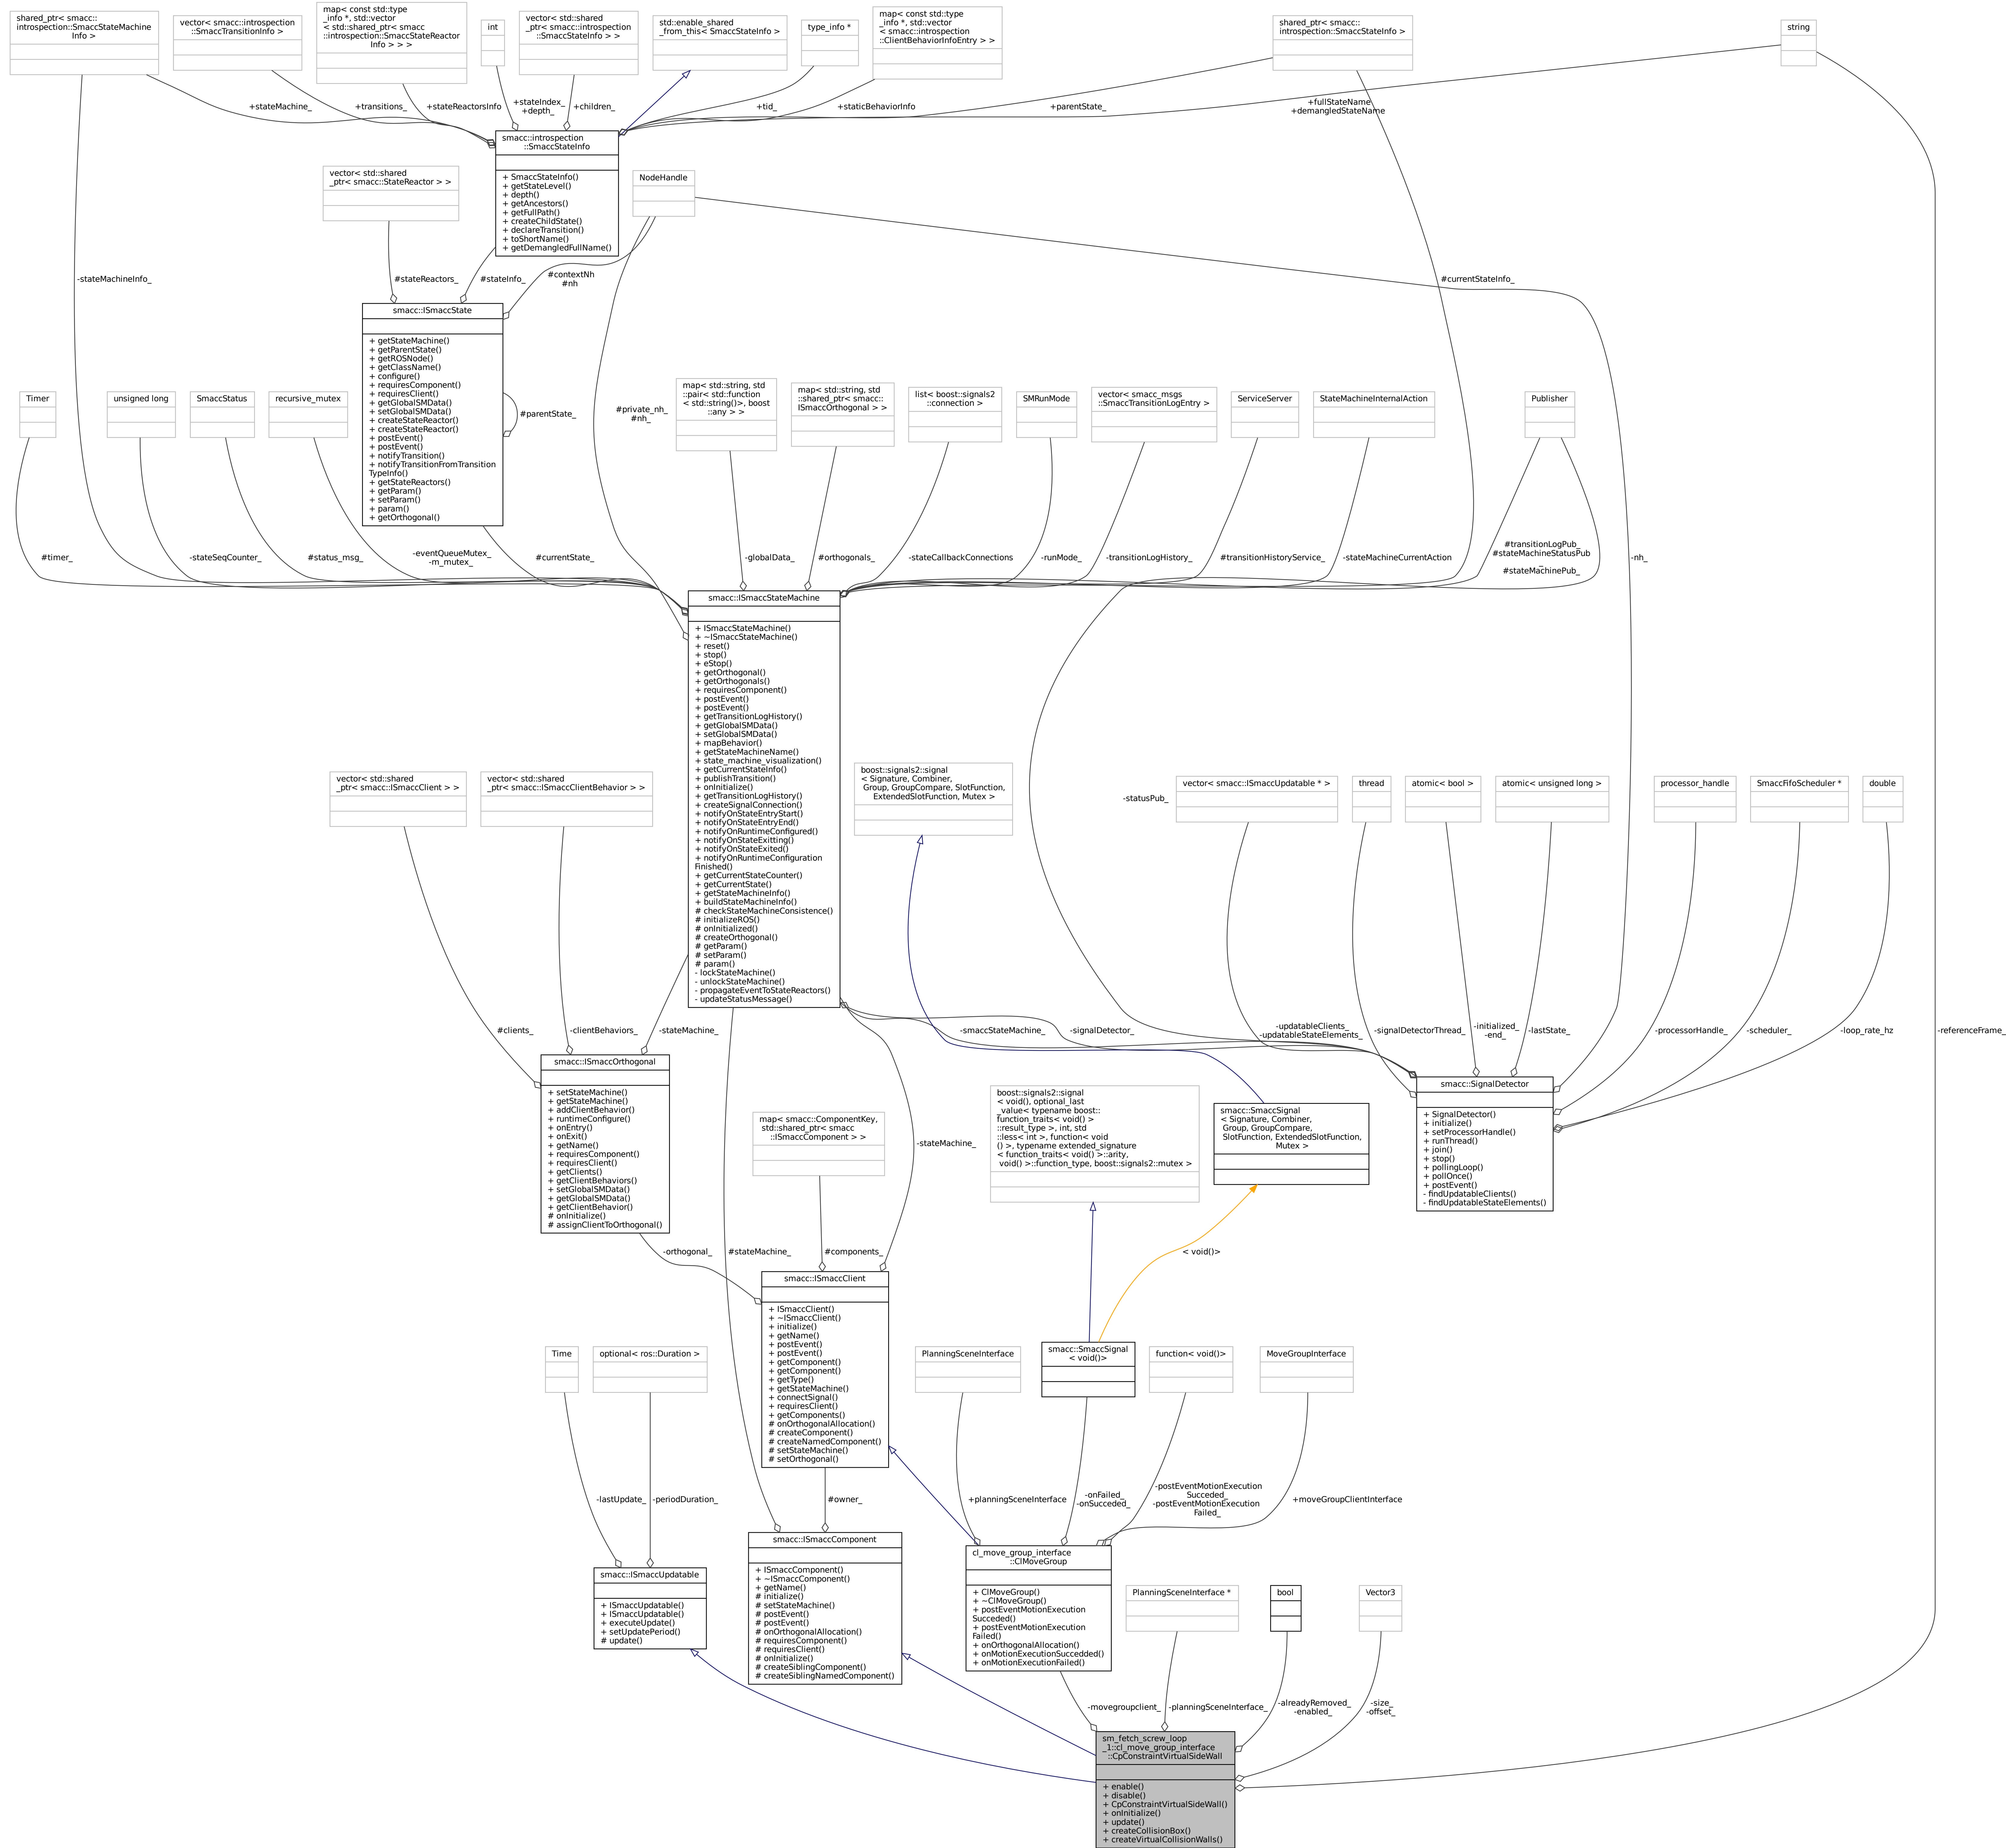 shared_ptr< smacc::
introspection::SmaccStateMachine
Info >
vector< smacc::introspection
::SmaccTransitionInfo >
map< const std::type
_info *, std::vector
< std::shared_ptr< smacc
::introspection::SmaccStateReactor
Info > > >
int
vector< std::shared
_ptr< smacc::introspection
::SmaccStateInfo > >
std::enable_shared
_from_this< SmaccStateInfo >
type_info *
map< const std::type
_info *, std::vector
< smacc::introspection
::ClientBehaviorInfoEntry > >
shared_ptr< smacc::
introspection::SmaccStateInfo >
string
+stateMachine_
+transitions_
+stateReactorsInfo
+stateIndex_
+depth_
+children_
+tid_
+staticBehaviorInfo
+parentState_
+fullStateName
+demangledStateName
smacc::introspection
::SmaccStateInfo
+ SmaccStateInfo()
+ getStateLevel()
+ depth()
+ getAncestors()
+ getFullPath()
+ createChildState()
+ declareTransition()
+ toShortName()
+ getDemangledFullName()
vector< std::shared
_ptr< smacc::StateReactor > >
NodeHandle
-stateMachineInfo_
#stateReactors_
#stateInfo_
#contextNh
#nh
#currentStateInfo_
smacc::ISmaccState
+ getStateMachine()
+ getParentState()
+ getROSNode()
+ getClassName()
+ configure()
+ requiresComponent()
+ requiresClient()
+ getGlobalSMData()
+ setGlobalSMData()
+ createStateReactor()
+ createStateReactor()
+ postEvent()
+ postEvent()
+ notifyTransition()
+ notifyTransitionFromTransition
TypeInfo()
+ getStateReactors()
+ getParam()
+ setParam()
+ param()
+ getOrthogonal()
#parentState_
#private_nh_
#nh_
Timer
unsigned long
SmaccStatus
recursive_mutex
map< std::string, std
::pair< std::function
< std::string()>, boost
::any > >
map< std::string, std
::shared_ptr< smacc::
ISmaccOrthogonal > >
list< boost::signals2
::connection >
SMRunMode
vector< smacc_msgs
::SmaccTransitionLogEntry >
ServiceServer
StateMachineInternalAction
Publisher
#timer_
-stateSeqCounter_
#status_msg_
-eventQueueMutex_
-m_mutex_
#currentState_
-globalData_
#orthogonals_
-stateCallbackConnections
-runMode_
-transitionLogHistory_
#transitionHistoryService_
-stateMachineCurrentAction
#transitionLogPub_
#stateMachineStatusPub
_
#stateMachinePub_
-nh_
smacc::ISmaccStateMachine
+ ISmaccStateMachine()
+ ~ISmaccStateMachine()
+ reset()
+ stop()
+ eStop()
+ getOrthogonal()
+ getOrthogonals()
+ requiresComponent()
+ postEvent()
+ postEvent()
+ getTransitionLogHistory()
+ getGlobalSMData()
+ setGlobalSMData()
+ mapBehavior()
+ getStateMachineName()
+ state_machine_visualization()
+ getCurrentStateInfo()
+ publishTransition()
+ onInitialize()
+ getTransitionLogHistory()
+ createSignalConnection()
+ notifyOnStateEntryStart()
+ notifyOnStateEntryEnd()
+ notifyOnRuntimeConfigured()
+ notifyOnStateExitting()
+ notifyOnStateExited()
+ notifyOnRuntimeConfiguration
Finished()
+ getCurrentStateCounter()
+ getCurrentState()
+ getStateMachineInfo()
+ buildStateMachineInfo()
# checkStateMachineConsistence()
# initializeROS()
# onInitialized()
# createOrthogonal()
# getParam()
# setParam()
# param()
- lockStateMachine()
- unlockStateMachine()
- propagateEventToStateReactors()
- updateStatusMessage()
vector< std::shared
_ptr< smacc::ISmaccClient > >
vector< std::shared
_ptr< smacc::ISmaccClientBehavior > >
boost::signals2::signal
< Signature, Combiner,
Group, GroupCompare, SlotFunction,
ExtendedSlotFunction, Mutex >
-statusPub_
vector< smacc::ISmaccUpdatable * >
thread
atomic< bool >
atomic< unsigned long >
processor_handle
SmaccFifoScheduler *
double
#clients_
-clientBehaviors_
-stateMachine_
-smaccStateMachine_
-signalDetector_
-updatableClients_
-updatableStateElements_
-signalDetectorThread_
-initialized_
-end_
-lastState_
-processorHandle_
-scheduler_
-loop_rate_hz
-referenceFrame_
smacc::ISmaccOrthogonal
+ setStateMachine()
+ getStateMachine()
+ addClientBehavior()
+ runtimeConfigure()
+ onEntry()
+ onExit()
+ getName()
+ requiresComponent()
+ requiresClient()
+ getClients()
+ getClientBehaviors()
+ setGlobalSMData()
+ getGlobalSMData()
+ getClientBehavior()
# onInitialize()
# assignClientToOrthogonal()
map< smacc::ComponentKey,
std::shared_ptr< smacc
::ISmaccComponent > >
-stateMachine_
boost::signals2::signal
< void(), optional_last
_value< typename boost::
function_traits< void() >
::result_type >, int, std
::less< int >, function< void
() >, typename extended_signature
< function_traits< void() >::arity,
void() >::function_type, boost::signals2::mutex >
smacc::SmaccSignal
< Signature, Combiner,
Group, GroupCompare,
SlotFunction, ExtendedSlotFunction,
Mutex >
smacc::SignalDetector
+ SignalDetector()
+ initialize()
+ setProcessorHandle()
+ runThread()
+ join()
+ stop()
+ pollingLoop()
+ pollOnce()
+ postEvent()
- findUpdatableClients()
- findUpdatableStateElements()
-orthogonal_
#stateMachine_
#components_
< void()>
smacc::ISmaccClient
+ ISmaccClient()
+ ~ISmaccClient()
+ initialize()
+ getName()
+ postEvent()
+ postEvent()
+ getComponent()
+ getComponent()
+ getType()
+ getStateMachine()
+ connectSignal()
+ requiresClient()
+ getComponents()
# onOrthogonalAllocation()
# createComponent()
# createNamedComponent()
# setStateMachine()
# setOrthogonal()
Time
optional< ros::Duration >
PlanningSceneInterface
smacc::SmaccSignal
< void()>
function< void()>
MoveGroupInterface
-lastUpdate_
-periodDuration_
#owner_
+planningSceneInterface
-onFailed_
-onSucceded_
-postEventMotionExecution
Succeded_
-postEventMotionExecution
Failed_
+moveGroupClientInterface
smacc::ISmaccUpdatable
+ ISmaccUpdatable()
+ ISmaccUpdatable()
+ executeUpdate()
+ setUpdatePeriod()
# update()
smacc::ISmaccComponent
+ ISmaccComponent()
+ ~ISmaccComponent()
+ getName()
# initialize()
# setStateMachine()
# postEvent()
# postEvent()
# onOrthogonalAllocation()
# requiresComponent()
# requiresClient()
# onInitialize()
# createSiblingComponent()
# createSiblingNamedComponent()
cl_move_group_interface
::ClMoveGroup
+ ClMoveGroup()
+ ~ClMoveGroup()
+ postEventMotionExecution
Succeded()
+ postEventMotionExecution
Failed()
+ onOrthogonalAllocation()
+ onMotionExecutionSuccedded()
+ onMotionExecutionFailed()
PlanningSceneInterface *
bool
Vector3
-movegroupclient_
-planningSceneInterface_
-alreadyRemoved_
-enabled_
-size_
-offset_
sm_fetch_screw_loop
_1::cl_move_group_interface
::CpConstraintVirtualSideWall
+ enable()
+ disable()
+ CpConstraintVirtualSideWall()
+ onInitialize()
+ update()
+ createCollisionBox()
+ createVirtualCollisionWalls()